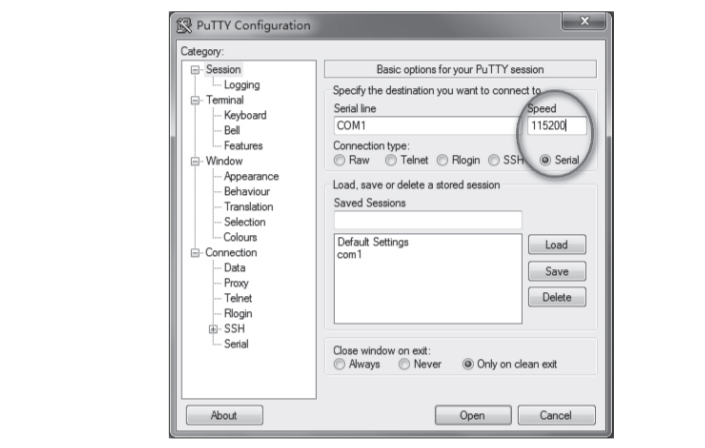 PuTTY Configuration
Category:
Session
Logging
Terminal
Keyboard
Bell
Features
Window
Appearance
Behaviour
Translation
Selection
Colours
Connection
Data
Proxy
Telnet
Rlogin
SSH
Serial
Basic options for your PuTTY session
Specify the destination you want to connect to
Serial line Speed
COM1 115200
Connection type:
Raw Telnet Rlogin SSH Serial
Load, save or delete a stored session
Saved Sessions
Default Settings
com1
Load
Save
Delete
Close window on exit:
Always Never Only on clean exit
About Open Cancel